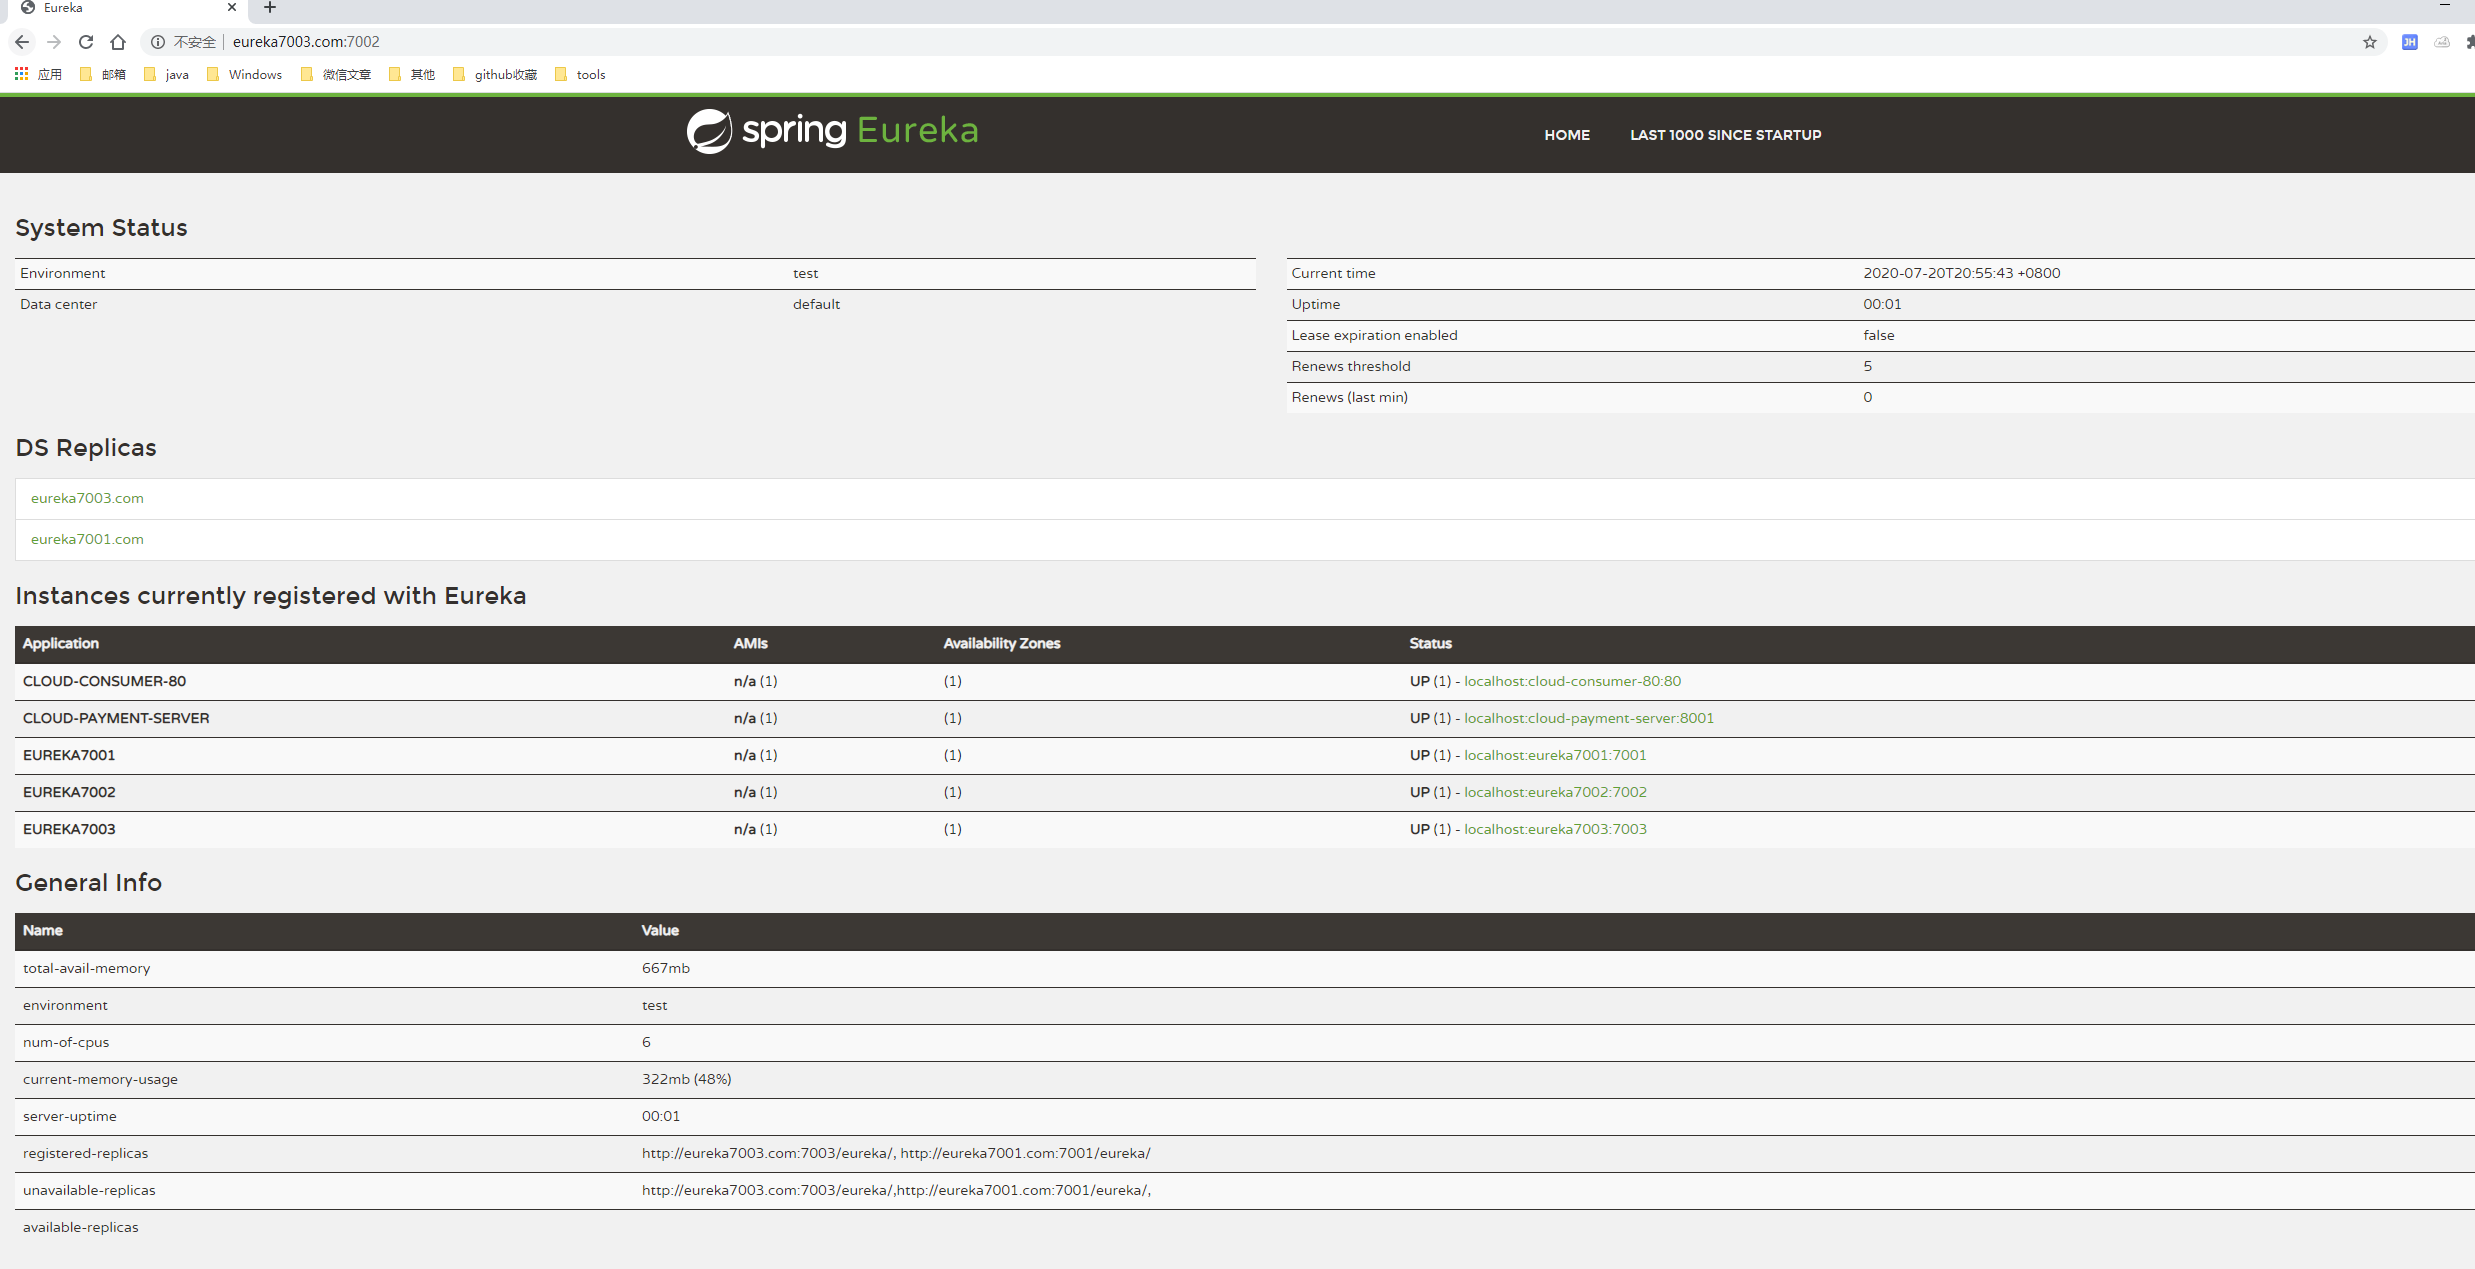 Eureka
不安全 eureka7003.com:7002
应用 邮箱 java Windows 微信文章 其他 github收藏 tools
spring Eureka HOME LAST 1000 SINCE STARTUP
System Status
Environment test
Data center default
Current time 2020-07-20T20:55:43 +0800
Uptime 00:01
Lease expiration enabled false
Renews threshold 5
Renews (last min) 0
DS Replicas
eureka7003.com
eureka7001.com
Instances currently registered with Eureka
Application AMIs Availability Zones Status
CLOUD-CONSUMER-80 n/a (1) (1) UP (1) - localhost:cloud-consumer-80:80
CLOUD-PAYMENT-SERVER n/a (1) (1) UP (1) - localhost:cloud-payment-server:8001
EUREKA7001 n/a (1) (1) UP (1) - localhost:eureka7001:7001
EUREKA7002 n/a (1) (1) UP (1) - localhost:eureka7002:7002
EUREKA7003 n/a (1) (1) UP (1) - localhost:eureka7003:7003
General Info
Name Value
total-avail-memory 667mb
environment test
num-of-cpus 6
current-memory-usage 322mb (48%)
server-uptime 00:01
registered-replicas http://eureka7003.com:7003/eureka/, http://eureka7001.com:7001/eureka/
unavailable-replicas http://eureka7003.com:7003/eureka/,http://eureka7001.com:7001/eureka/,
available-replicas